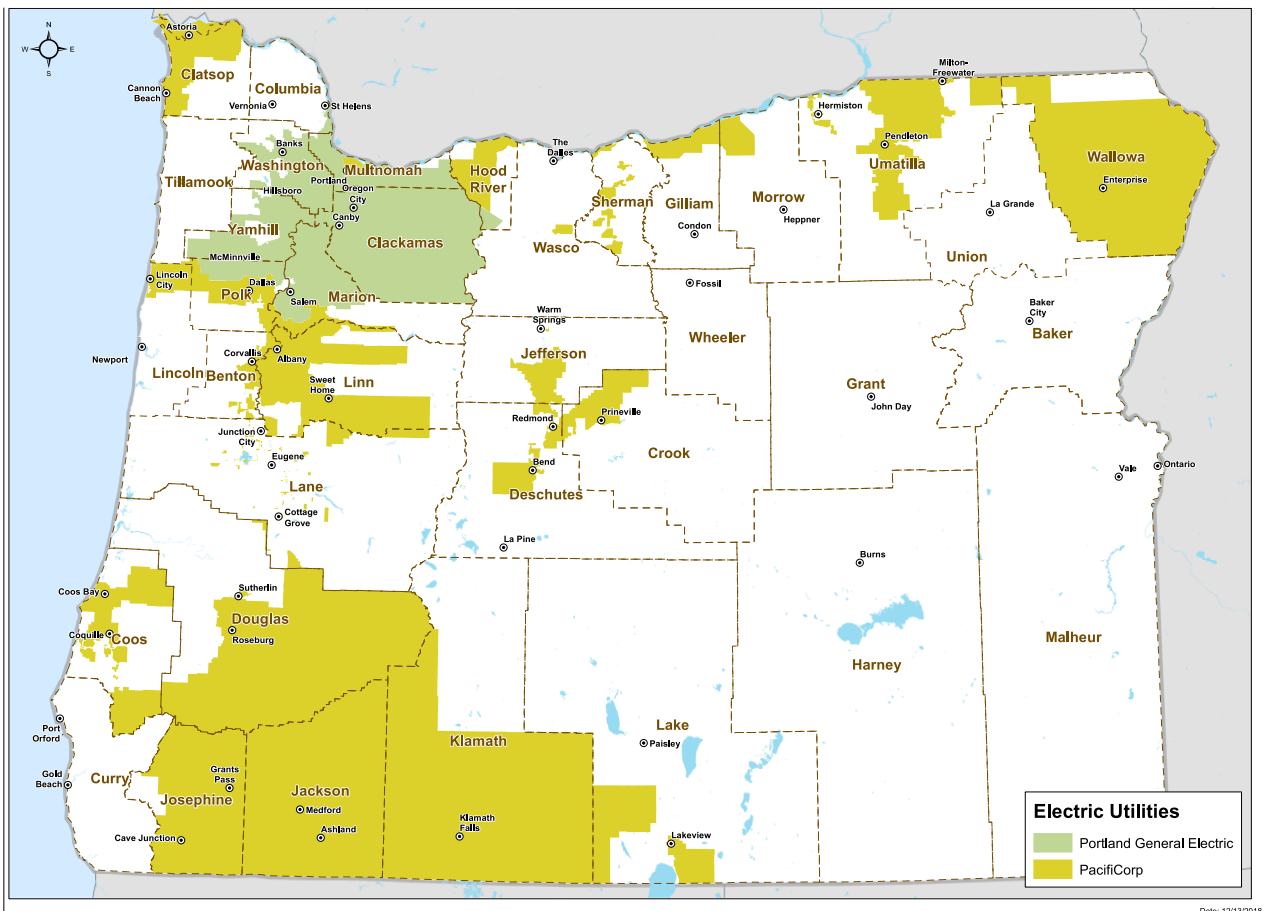 N
W
E
S
Astoria
Clatsop
Cannon
Beach
Columbia
Vernonia
St Helens
Banks
Washington
Tillamook
Hillsboro
Portland
Multnomah
Oregon
City
Canby
Clackamas
Yamhill
McMinnville
Hood
River
The
Dalles
Sherman
Wasco
Gilliam
Condon
Morrow
Heppner
Hermiston
Milton-
Freewater
Pendleton
Umatilla
La Grande
Union
Wallowa
Enterprise
Lincoln
City
Dallas
Polk
Salem
Marion
Newport
Lincoln
Corvallis
Benton
Albany
Sweet
Home
Linn
Warm
Springs
Jefferson
Fossil
Wheeler
Grant
John Day
Baker
City
Baker
Redmond
Prineville
Crook
Bend
Deschutes
La Pine
Junction
City
Eugene
Lane
Cottage
Grove
Vale
Ontario
Burns
Harney
Malheur
Coos Bay
Coquille
Coos
Sutherlin
Douglas
Roseburg
Port
Orford
Gold
Beach
Curry
Grants
Pass
Josephine
Cave Junction
Jackson
Medford
Ashland
Klamath
Klamath
Falls
Lake
Paisley
Lakeview
Electric Utilities
Portland General Electric
PacifiCorp
Date: 12/13/2018